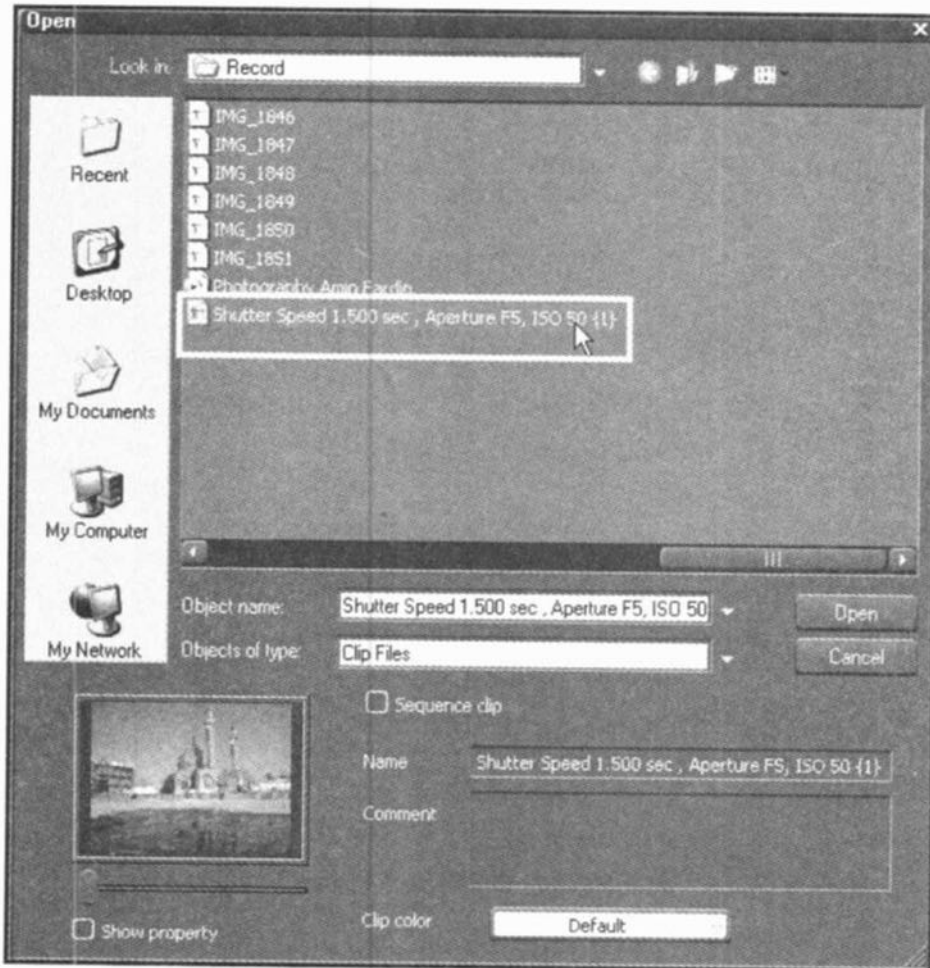 Open
Look in: Record
IMG_1846
IMG_1847
IMG_1848
IMG_1849
IMG_1850
IMG_1851
Photography Amin Fardin
Shutter Speed 1.500 sec , Aperture F5, ISO 50 {1}
Recent
Desktop
My Documents
My Computer
My Network
Object name: Shutter Speed 1.500 sec , Aperture F5, ISO 50
Open
Objects of type: Clip Files
Cancel
Sequence clip
Name Shutter Speed 1.500 sec , Aperture F5, ISO 50 {1}
Comment
Show property
Clip color Default